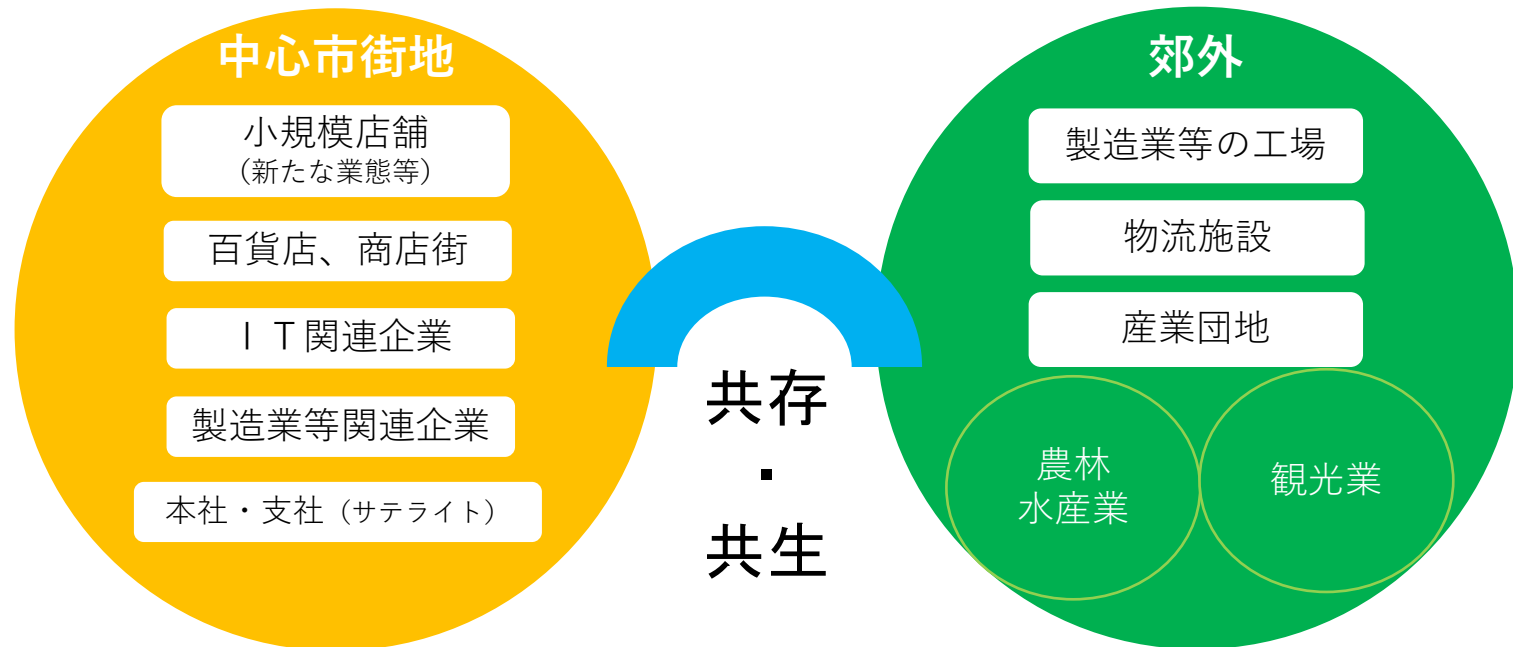 中心市街地
小規模店舗
（新たな業態等）
百貨店、商店街
ＩＴ関連企業
製造業等関連企業
本社・支社（サテライト）
共存
・
共生
郊外
製造業等の工場
物流施設
産業団地
農林
水産業
観光業